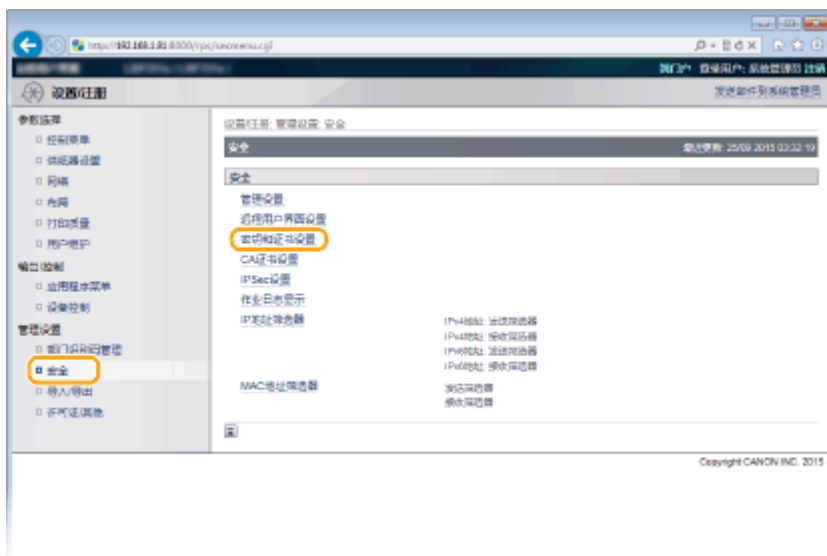 http://192.168.1.81:8000/rps/csecmenu.cgi
到门户 登录用户: 系统管理员 注销
设置/注册
发送邮件到系统管理员
参数选择
控制菜单
供纸器设置
网络
布局
打印质量
用户维护
输出/控制
应用程序菜单
设备控制
管理设置
部门识别码管理
安全
导入/导出
许可证/其他
设置/注册: 管理设置: 安全
安全
最近更新: 25/09 2015 03:32:19
安全
管理设置
远程用户界面设置
密钥和证书设置
CA证书设置
IPSec设置
作业日志显示
IP地址筛选器
IPv4地址: 发送筛选器
IPv4地址: 接收筛选器
IPv6地址: 发送筛选器
IPv6地址: 接收筛选器
MAC地址筛选器
发送筛选器
接收筛选器
Copyright CANON INC. 2015